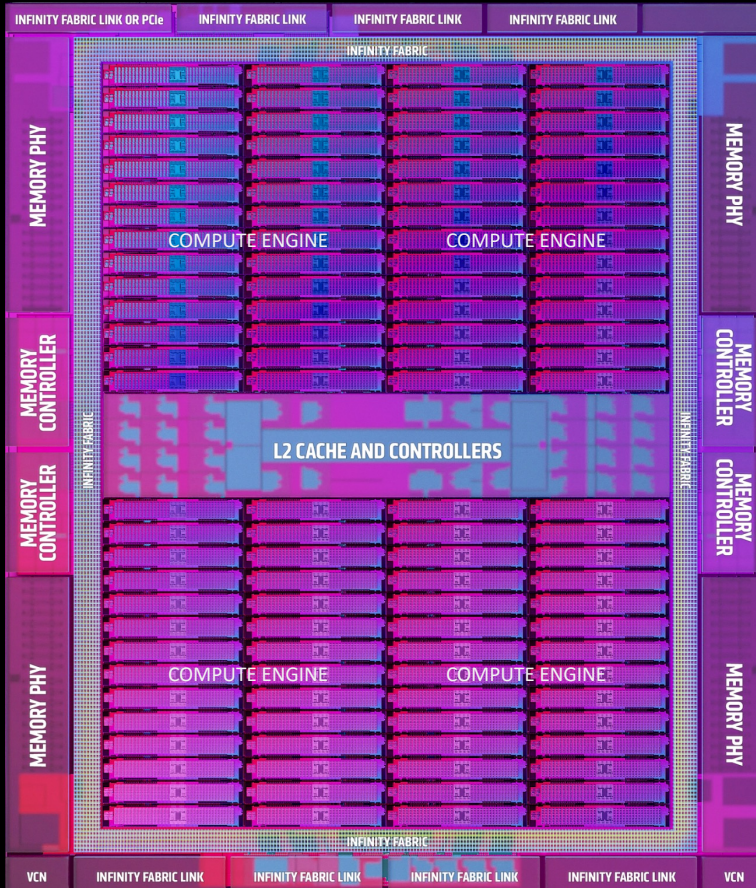 INFINITY FABRIC LINK OR PCIe
INFINITY FABRIC LINK
INFINITY FABRIC LINK
INFINITY FABRIC LINK
INFINITY FABRIC
MEMORY PHY
MEMORY PHY
COMPUTE ENGINE
COMPUTE ENGINE
MEMORY
CONTROLLER
MEMORY
CONTROLLER
INFINITY FABRIC
L2 CACHE AND CONTROLLERS
INFINITY FABRIC
MEMORY
CONTROLLER
MEMORY
CONTROLLER
COMPUTE ENGINE
COMPUTE ENGINE
MEMORY PHY
MEMORY PHY
INFINITY FABRIC
VCN
INFINITY FABRIC LINK
INFINITY FABRIC LINK
INFINITY FABRIC LINK
INFINITY FABRIC LINK
VCN